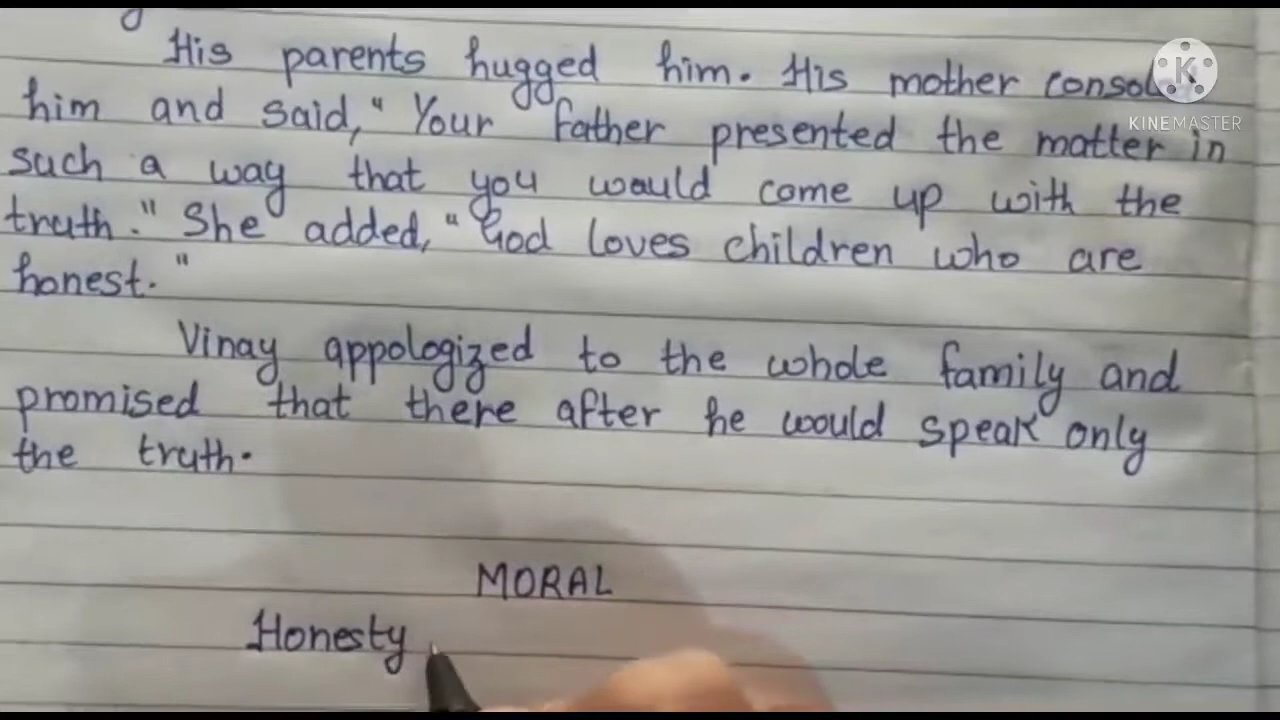 His parents hugged him. His mother
him and said, " Your father presented the matter in
such a way that you would come up with the
truth. " She added, " God loves children who are
honest. "
Vinay appologized to the whole family and
promised that there after he would speak only
the truth.
MORAL
Honesty
K
KINEMASTER